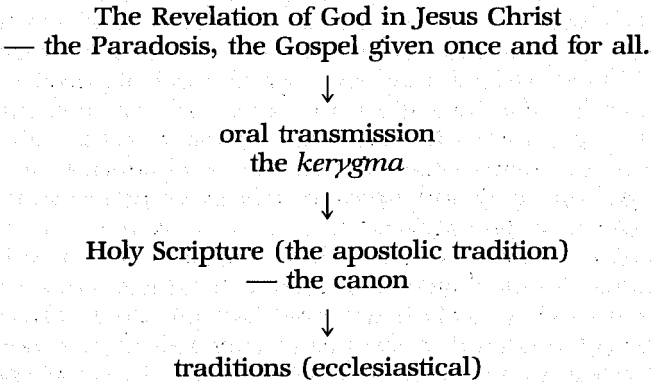 The Revelation of God in Jesus Christ
— the Paradosis, the Gospel given once and for all.
↓
oral transmission
the kerygma
↓
Holy Scripture (the apostolic tradition)
— the canon
↓
traditions (ecclesiastical)